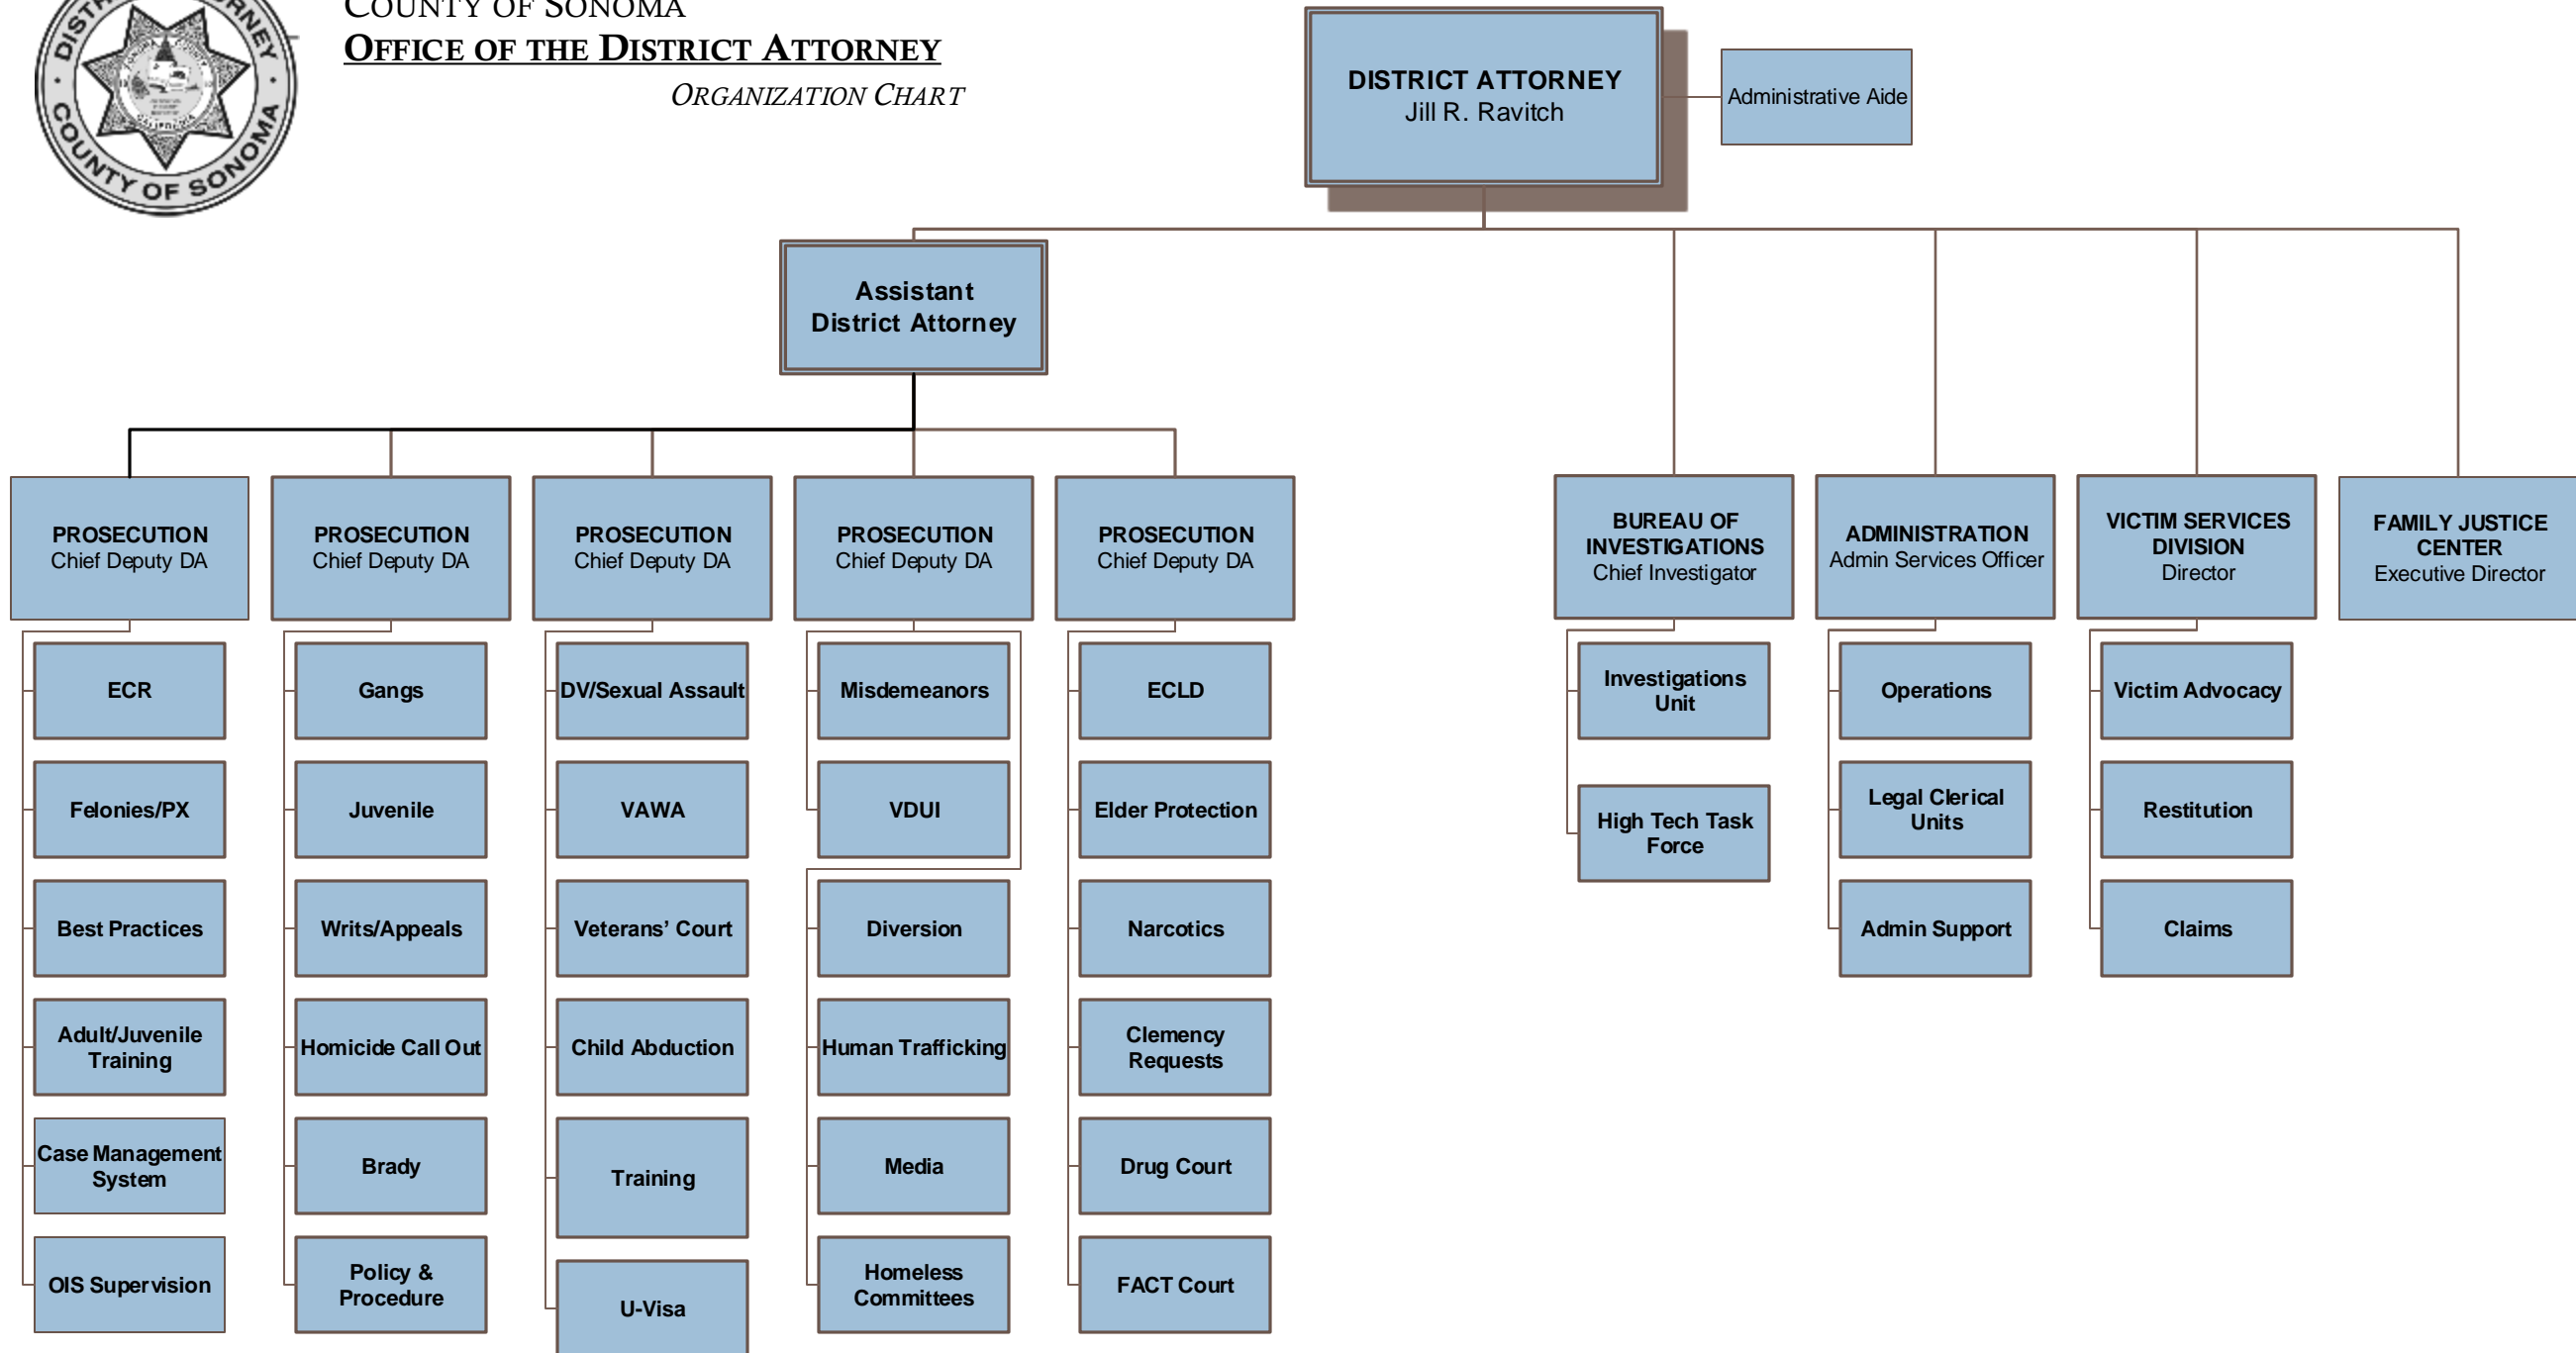 COUNTY OF SONOMA
OFFICE OF THE DISTRICT ATTORNEY
ORGANIZATION CHART
COUNTY OF SONOMA
DISTRICT ATTORNEY
Jill R. Ravitch
Administrative Aide
Assistant
District Attorney
PROSECUTION
Chief Deputy DA
PROSECUTION
Chief Deputy DA
PROSECUTION
Chief Deputy DA
PROSECUTION
Chief Deputy DA
PROSECUTION
Chief Deputy DA
BUREAU OF
INVESTIGATIONS
Chief Investigator
ADMINISTRATION
Admin Services Officer
VICTIM SERVICES
DIVISION
Director
FAMILY JUSTICE
CENTER
Executive Director
ECR
Felonies/PX
Best Practices
Adult/Juvenile
Training
Case Management
System
OIS Supervision
Gangs
Juvenile
Writs/Appeals
Homicide Call Out
Brady
Policy &
Procedure
DV/Sexual Assault
VAWA
Veterans’ Court
Child Abduction
Training
U-Visa
Misdemeanors
VDUI
Diversion
Human Trafficking
Media
Homeless
Committees
ECLD
Elder Protection
Narcotics
Clemency
Requests
Drug Court
FACT Court
Investigations
Unit
High Tech Task
Force
Operations
Legal Clerical
Units
Admin Support
Victim Advocacy
Restitution
Claims